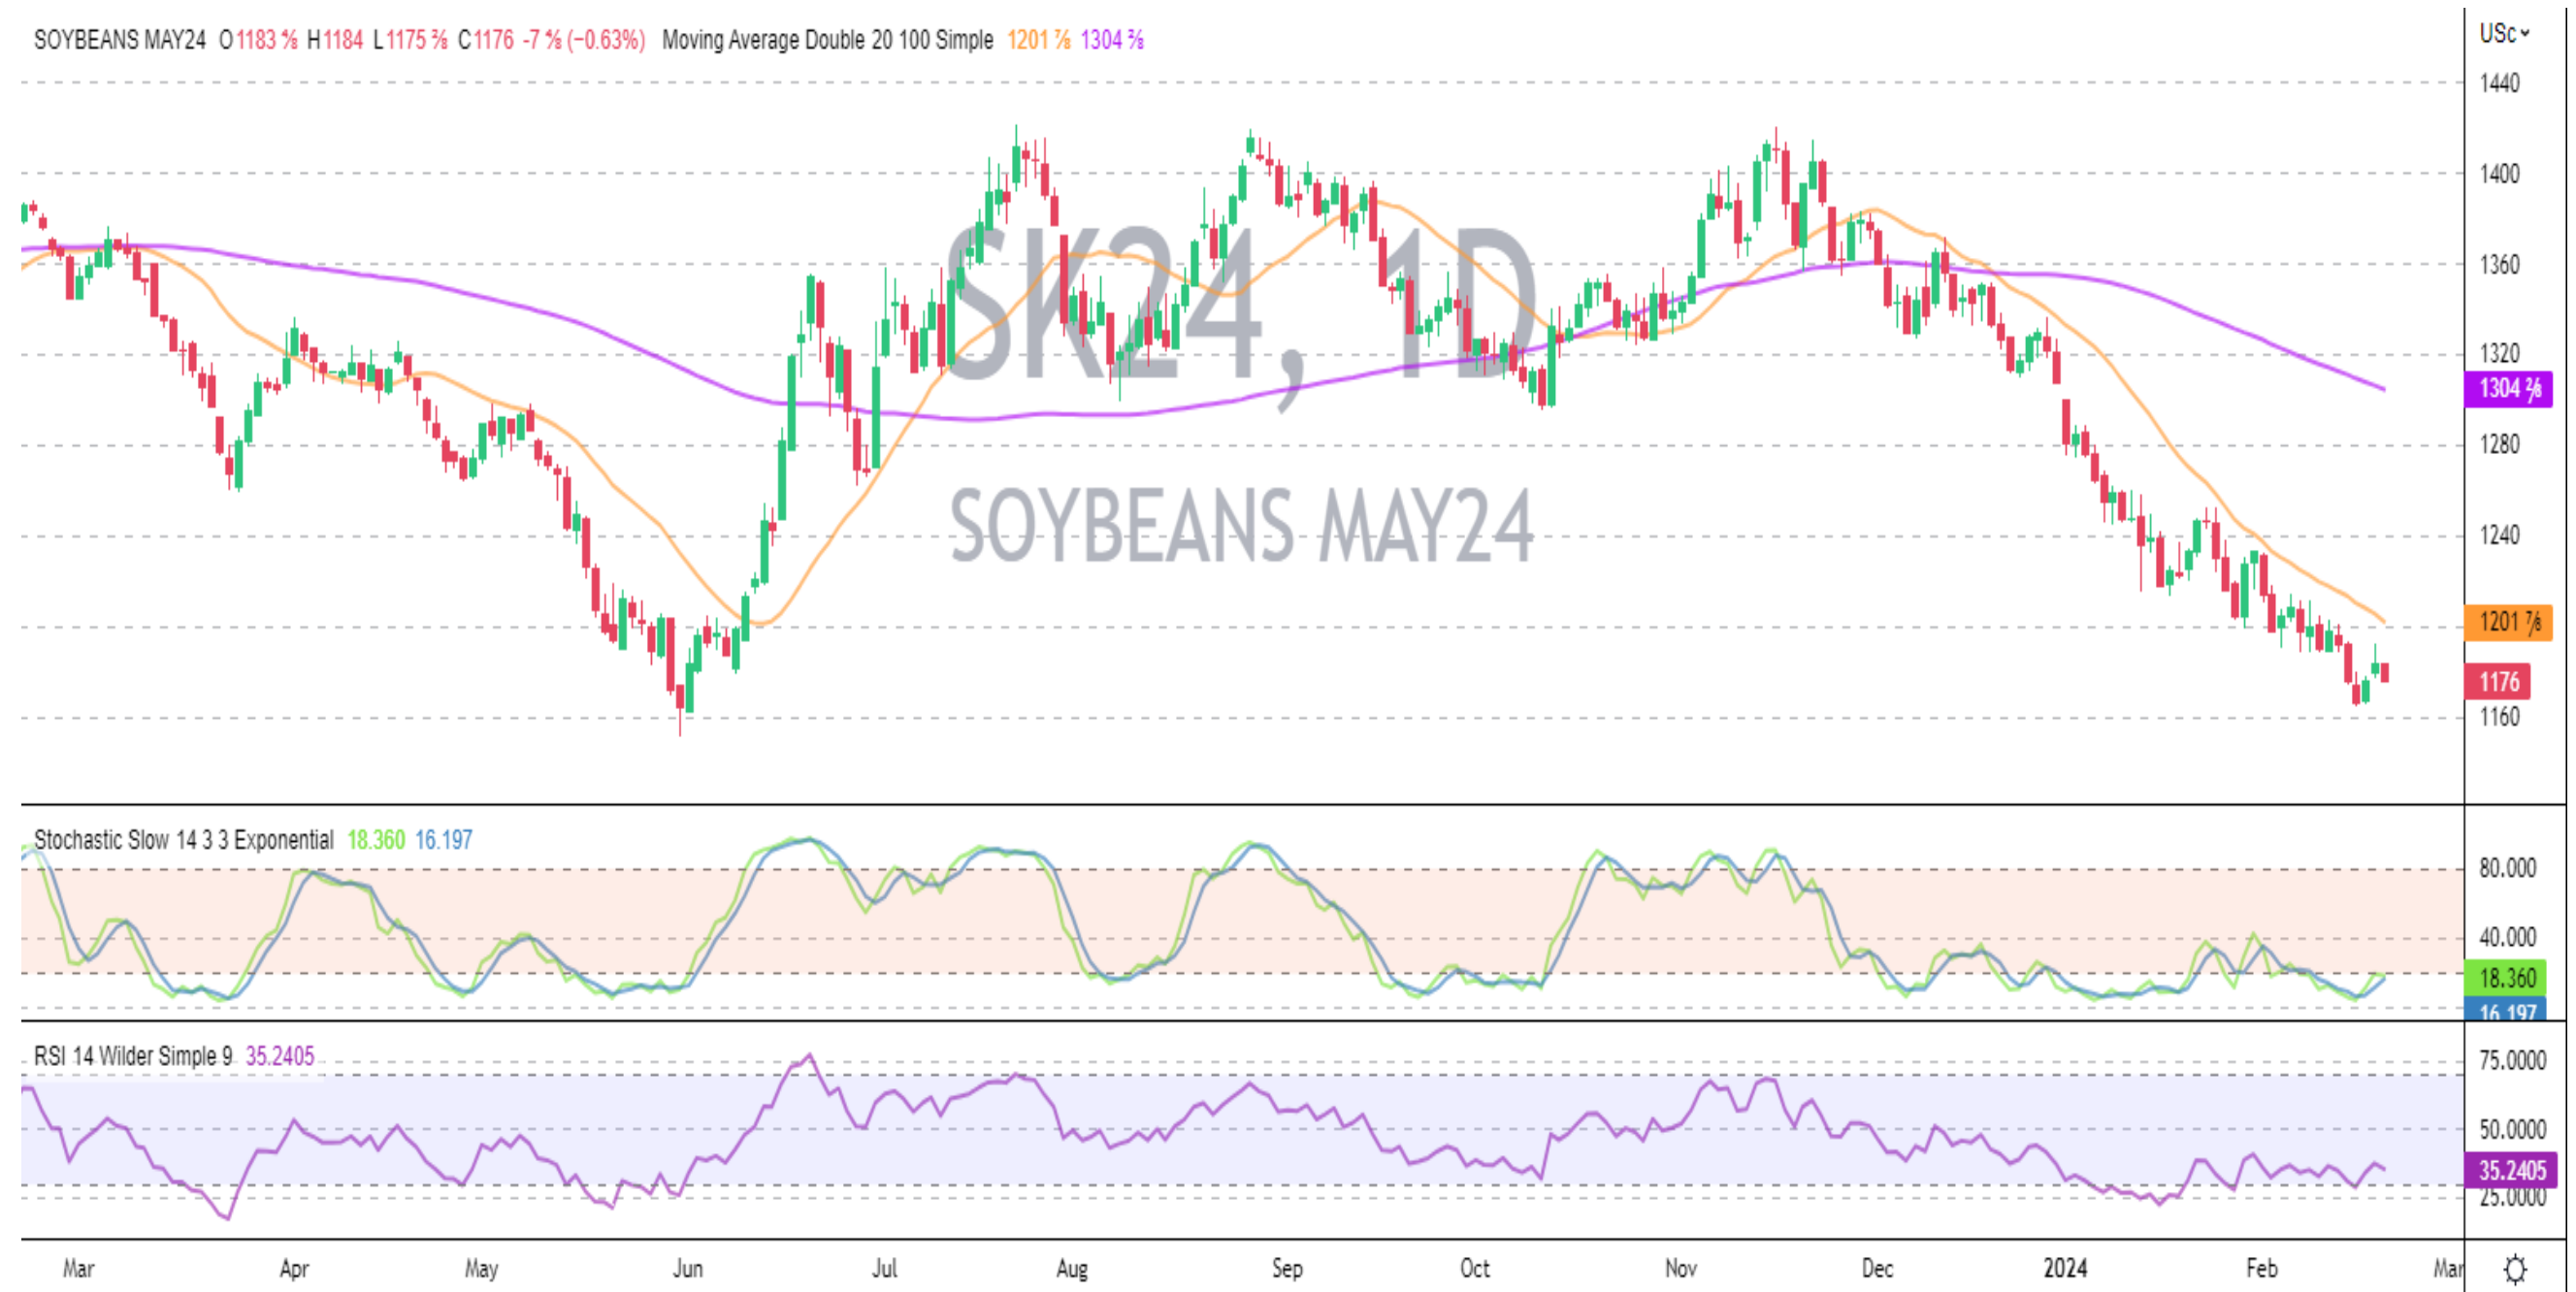 SOYBEANS MAY24 O1183 ⅝ H1184 L1175 ⅜ C1176 -7 ⅝ (−0.63%) Moving Average Double 20 100 Simple 1201 ⅞ 1304 2/8
USc
1440
1400
1360
1320
1304 2/8
1280
1240
1201 ⅞
1176
1160
SK24, 1D
SOYBEANS MAY24
Stochastic Slow 14 3 3 Exponential 18.360 16.197
80.000
40.000
18.360
16.197
RSI 14 Wilder Simple 9 35.2405
75.0000
50.0000
35.2405
25.0000
Mar Apr May Jun Jul Aug Sep Oct Nov Dec 2024 Feb Mar